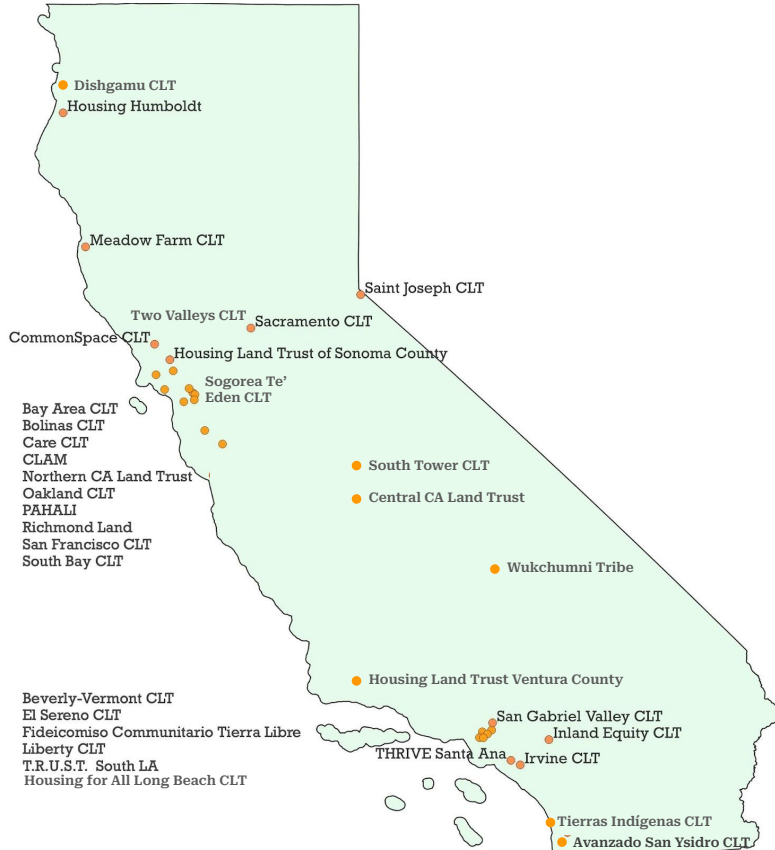 Dishgamu CLT
Housing Humboldt
Meadow Farm CLT
Saint Joseph CLT
Two Valleys CLT
Sacramento CLT
CommonSpace CLT
Housing Land Trust of Sonoma County
Sogorea Te’
Eden CLT
Bay Area CLT
Bolinas CLT
Care CLT
CLAM
Northern CA Land Trust
Oakland CLT
PAHALI
Richmond Land
San Francisco CLT
South Bay CLT
South Tower CLT
Central CA Land Trust
Wukchumni Tribe
Housing Land Trust Ventura County
Beverly-Vermont CLT
El Sereno CLT
Fideicomiso Communitario Tierra Libre
Liberty CLT
T.R.U.S.T. South LA
Housing for All Long Beach CLT
San Gabriel Valley CLT
Inland Equity CLT
THRIVE Santa Ana
Irvine CLT
Tierras Indígenas CLT
Avanzado San Ysidro CLT